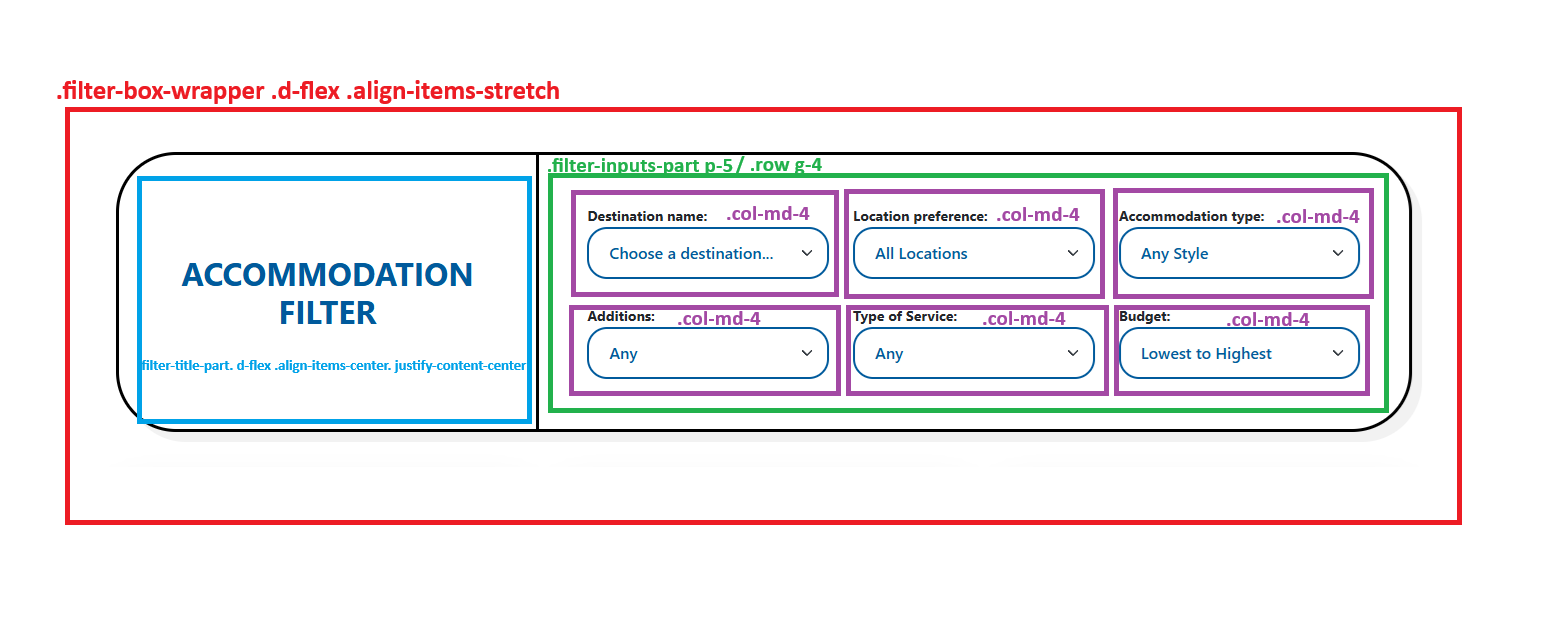 .filter-box-wrapper .d-flex .align-items-stretch
.filter-inputs-part p-5 / .row g-4
ACCOMMODATION
FILTER
filter-title-part. d-flex .align-items-center. justify-content-center
Destination name: .col-md-4
Choose a destination...
Location preference: .col-md-4
All Locations
Accommodation type: .col-md-4
Any Style
Additions: .col-md-4
Any
Type of Service: .col-md-4
Any
Budget: .col-md-4
Lowest to Highest